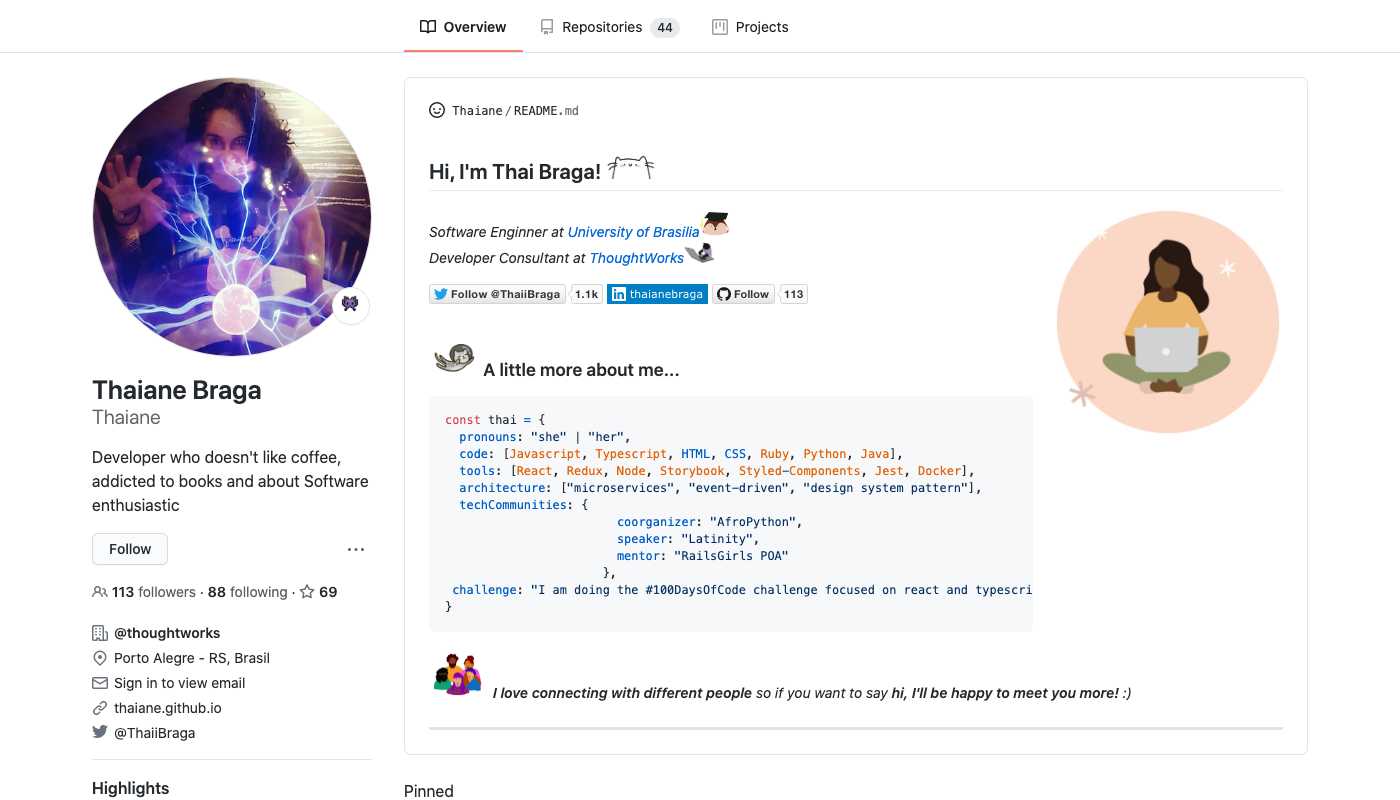 Overview
Repositories 44
Projects
Thaiane Braga
Thaiane
Developer who doesn't like coffee,
addicted to books and about Software
enthusiastic
Follow
113 followers · 88 following · 69
@thoughtworks
Porto Alegre - RS, Brasil
Sign in to view email
thaiane.github.io
@ThaiiBraga
Highlights
Thaiane/README.md
Hi, I'm Thai Braga!
Software Enginner at University of Brasilia
Developer Consultant at ThoughtWorks
Follow @ThaiiBraga 1.1k thaianebraga Follow 113
A little more about me...
const thai = {
pronouns: "she" | "her",
code: [Javascript, Typescript, HTML, CSS, Ruby, Python, Java],
tools: [React, Redux, Node, Storybook, Styled-Components, Jest, Docker],
architecture: ["microservices", "event-driven", "design system pattern"],
techCommunities: {
coorganizer: "AfroPython",
speaker: "Latinity",
mentor: "RailsGirls POA"
},
challenge: "I am doing the #100DaysOfCode challenge focused on react and typescri
}
I love connecting with different people so if you want to say hi, I'll be happy to meet you more! :)
Pinned